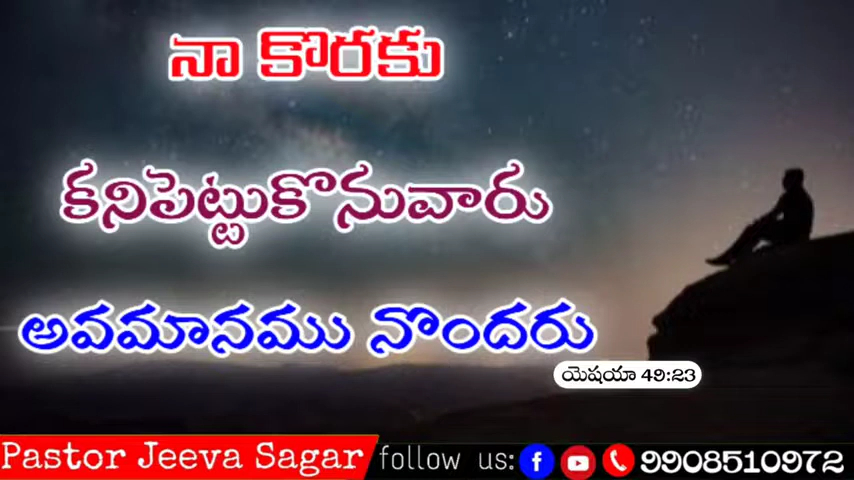 నా కొరకు
కనిపెట్టుకొనువారు
అవమానము నొందరు
యెషయా 49:23
Pastor Jeeva Sagar follow us: 9908510972